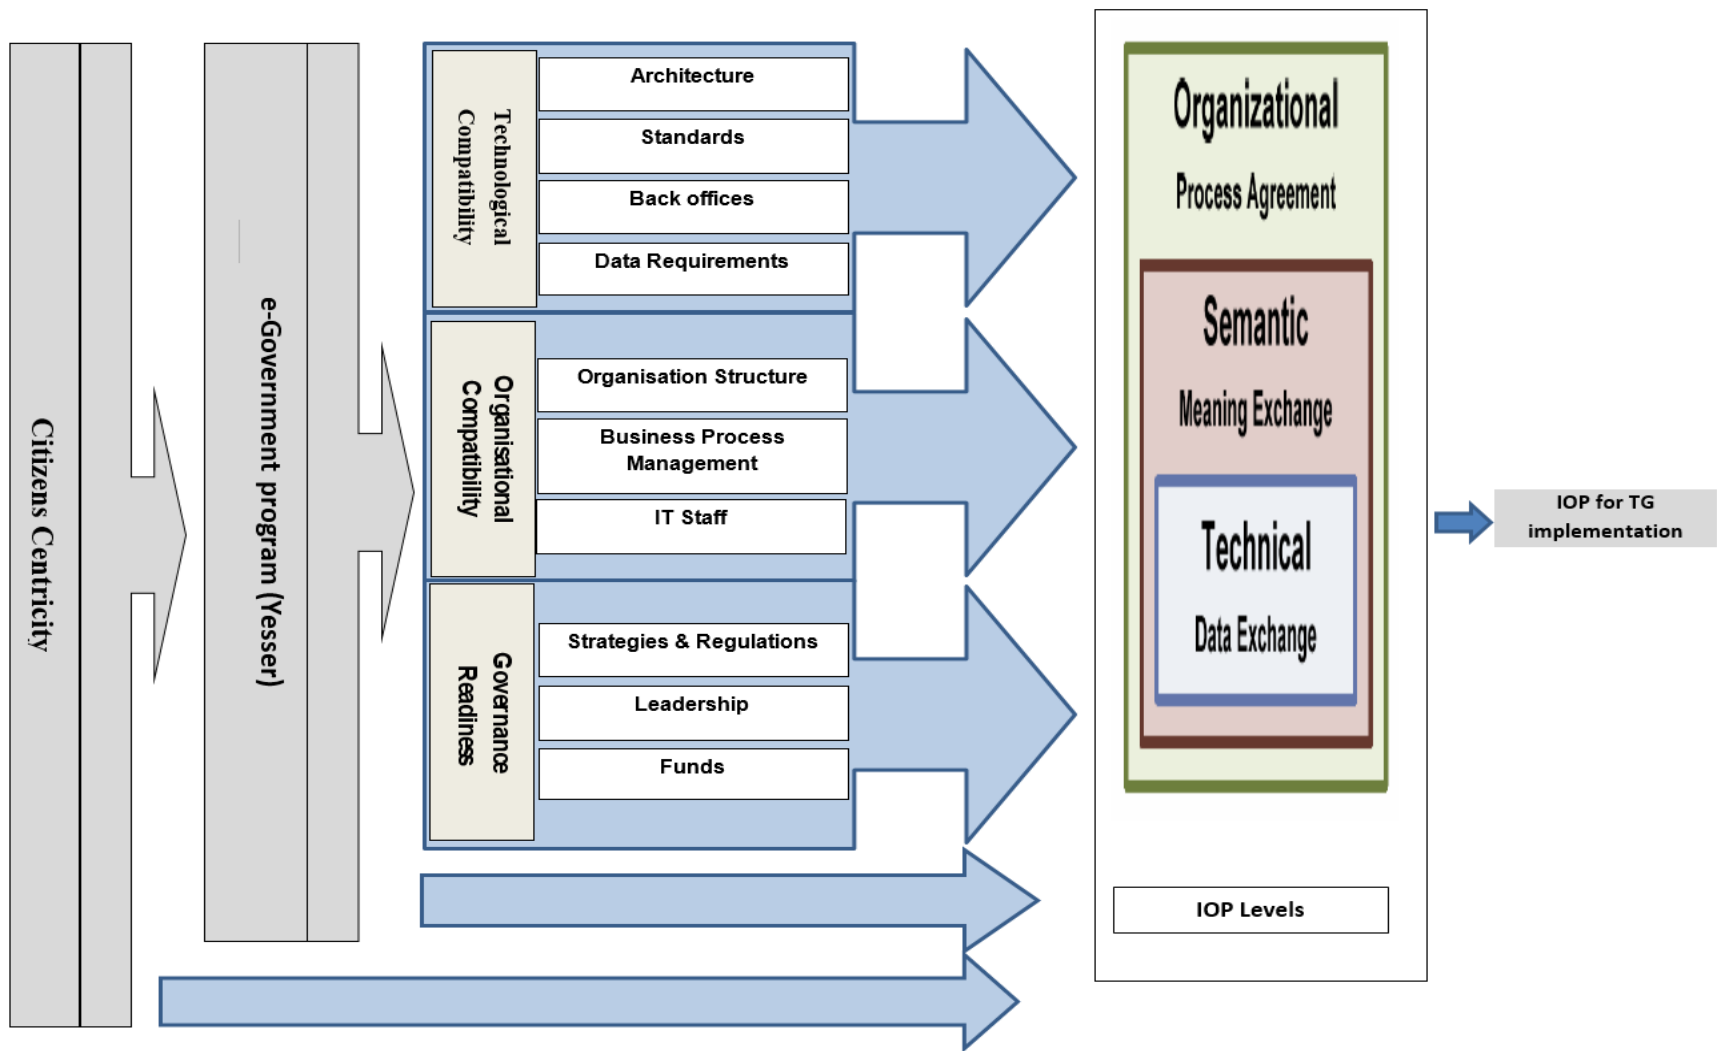 Citizens Centricity
e-Government program (Yesser)
Technological
Compatibility
Architecture
Standards
Back offices
Data Requirements
Organisational
Compatibility
Organisation Structure
Business Process
Management
IT Staff
Governance
Readiness
Strategies & Regulations
Leadership
Funds
Organizational
Process Agreement
Semantic
Meaning Exchange
Technical
Data Exchange
IOP Levels
IOP for TG
implementation